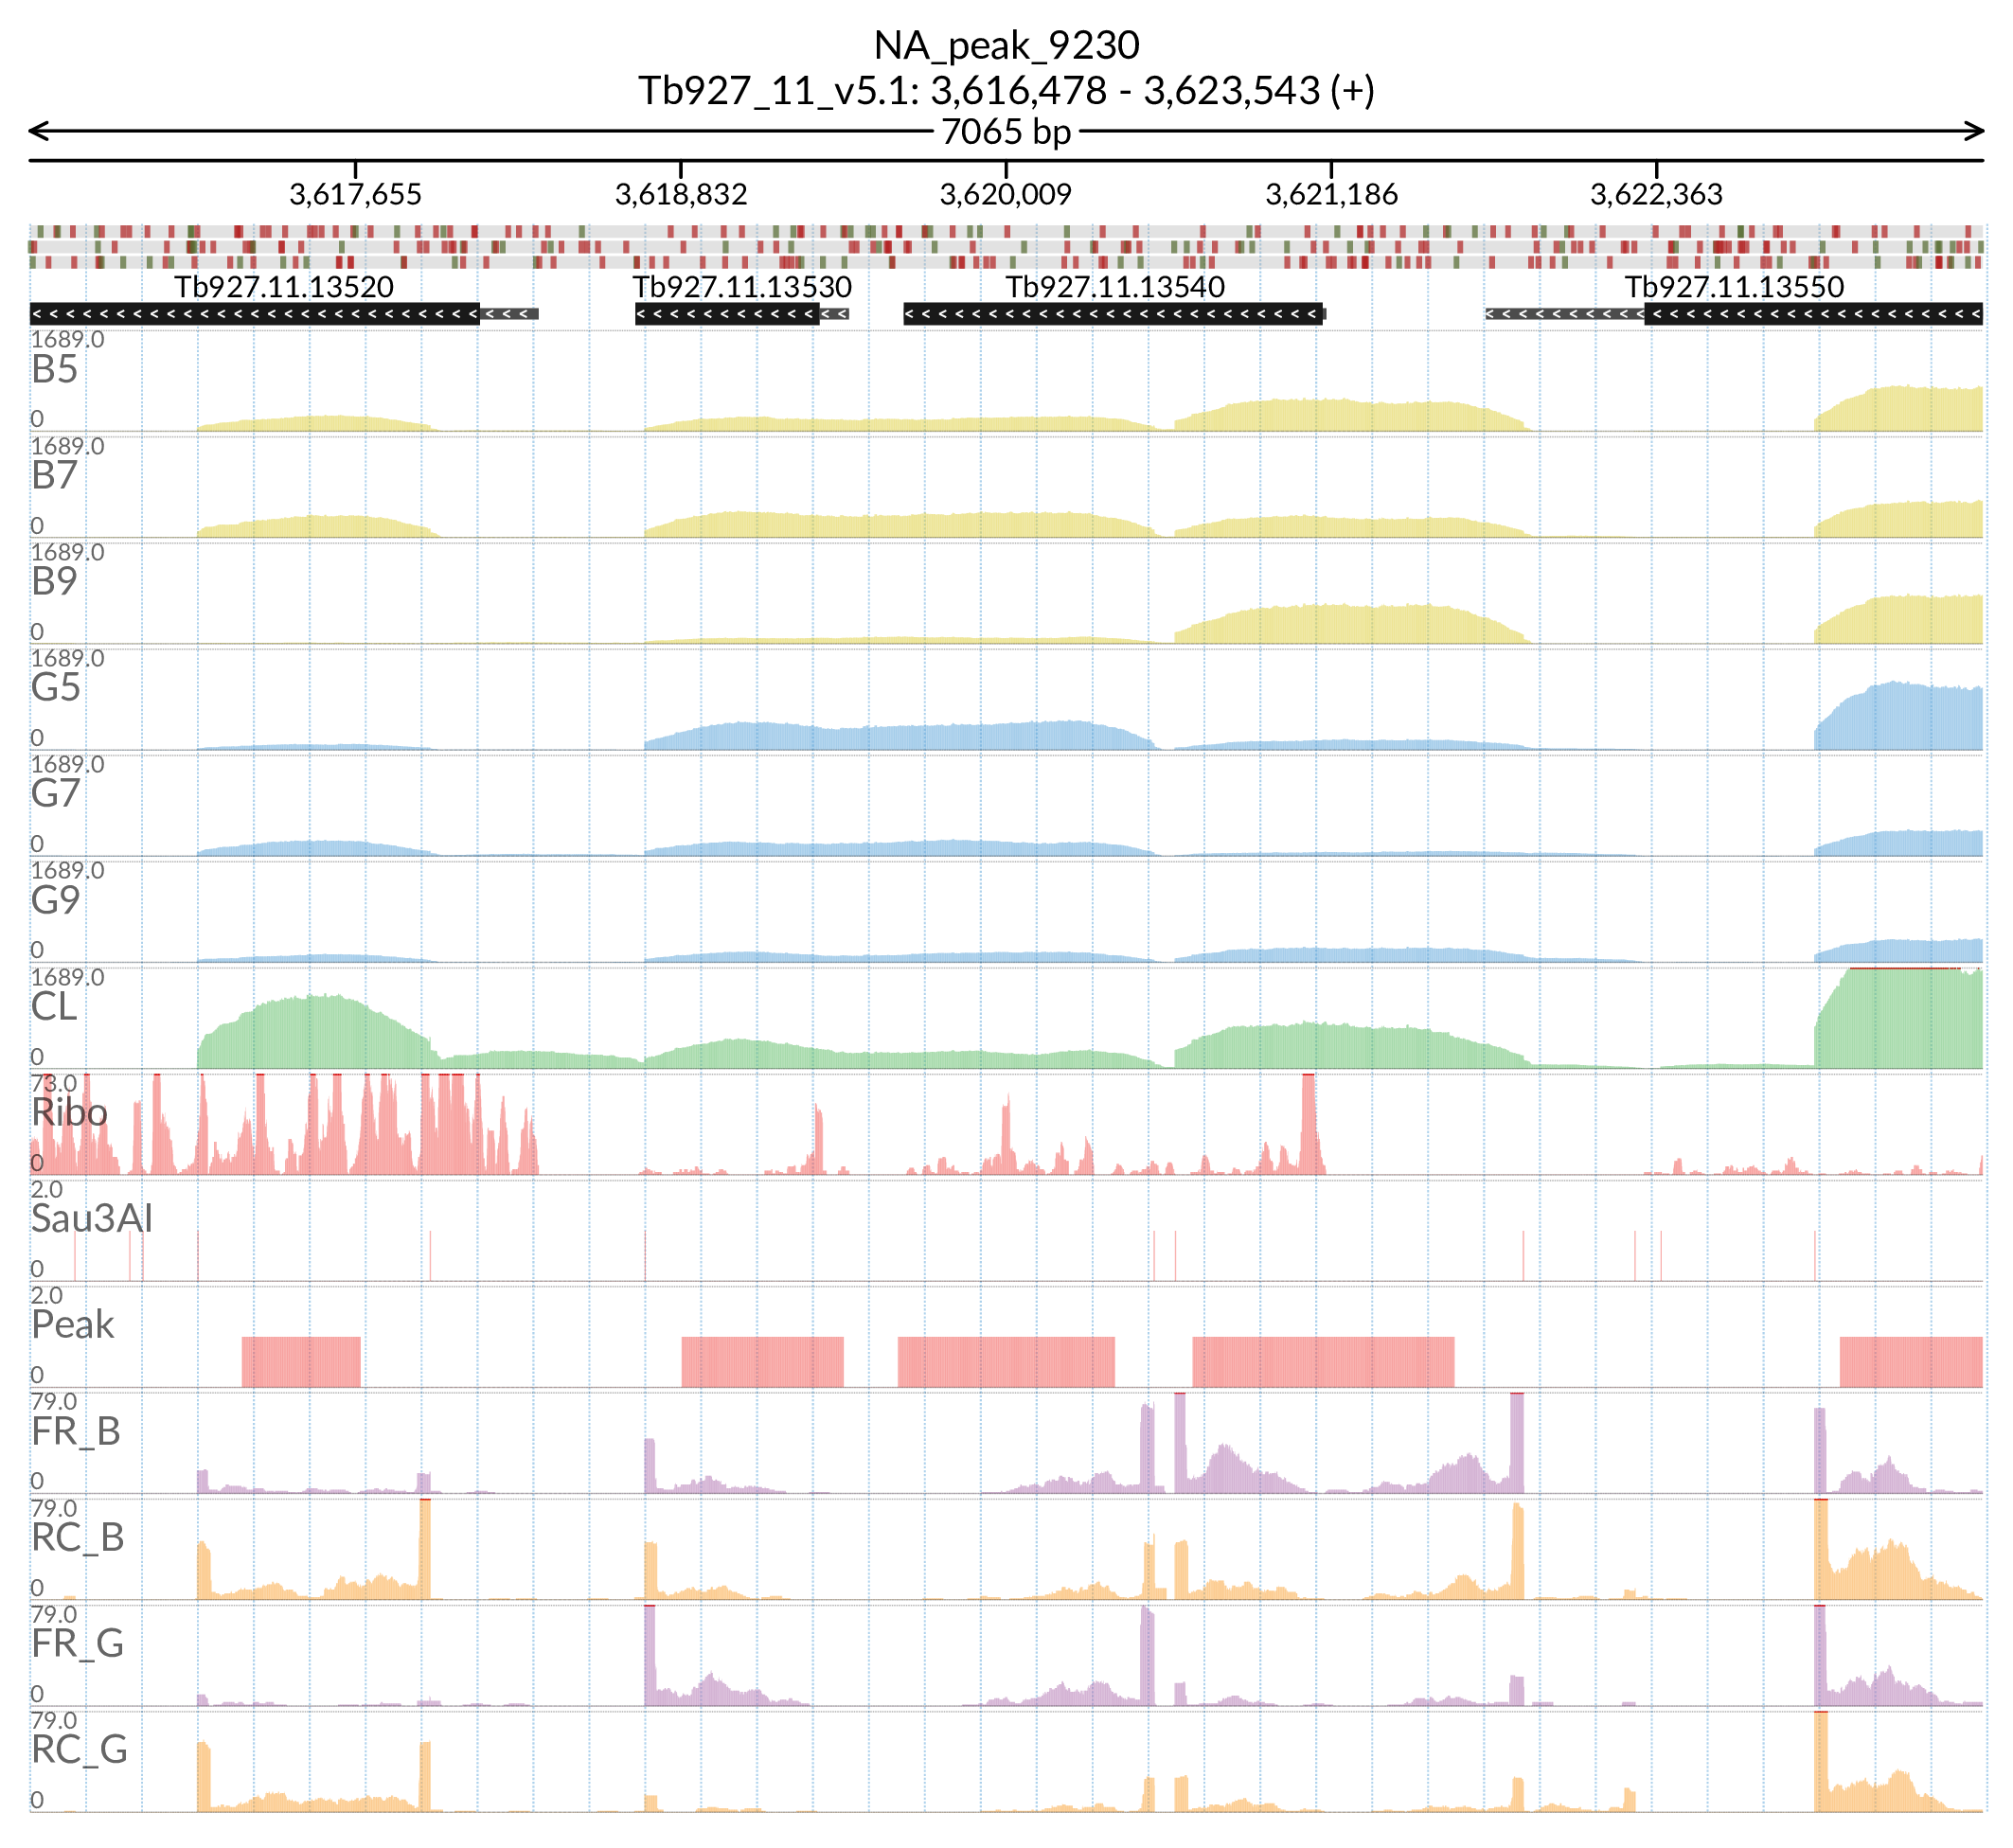 NA_peak_9230
Tb927_11_v5.1: 3,616,478 - 3,623,543 (+)
7065 bp
3,617,655 3,618,832 3,620,009 3,621,186 3,622,363
Tb927.11.13520 Tb927.11.13530 Tb927.11.13540 Tb927.11.13550
1689.0
B5
0
1689.0
B7
0
1689.0
B9
0
1689.0
G5
0
1689.0
G7
0
1689.0
G9
0
1689.0
CL
0
73.0
Ribo
0
2.0
Sau3AI
0
2.0
Peak
0
79.0
FR_B
0
79.0
RC_B
0
79.0
FR_G
0
79.0
RC_G
0